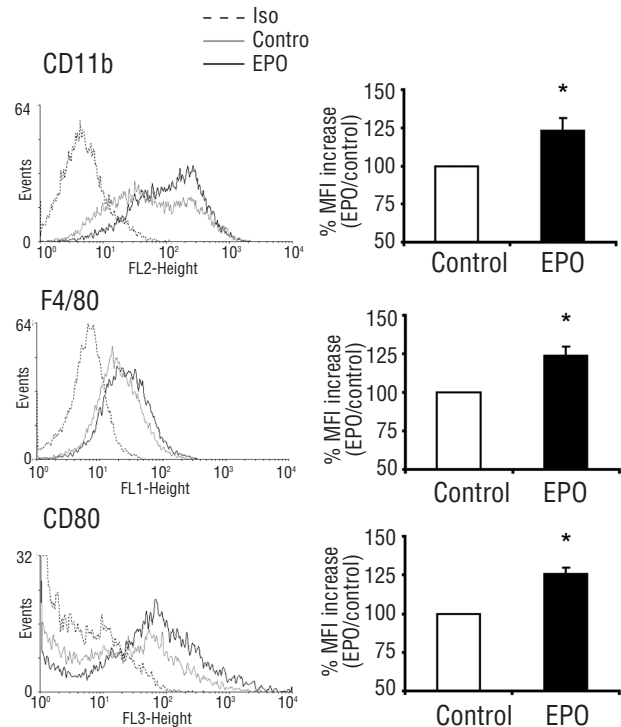 Iso
Contro
EPO
CD11b
64
Events
0
10⁰ 10¹ 10² 10³ 10⁴
FL2-Height
% MFI increase
(EPO/control)
150
125
100
75
50
*
Control EPO
F4/80
64
Events
0
10⁰ 10¹ 10² 10³ 10⁴
FL1-Height
% MFI increase
(EPO/control)
150
125
100
75
50
*
Control EPO
CD80
32
Events
0
10⁰ 10¹ 10² 10³ 10⁴
FL3-Height
% MFI increase
(EPO/control)
150
125
100
75
50
*
Control EPO